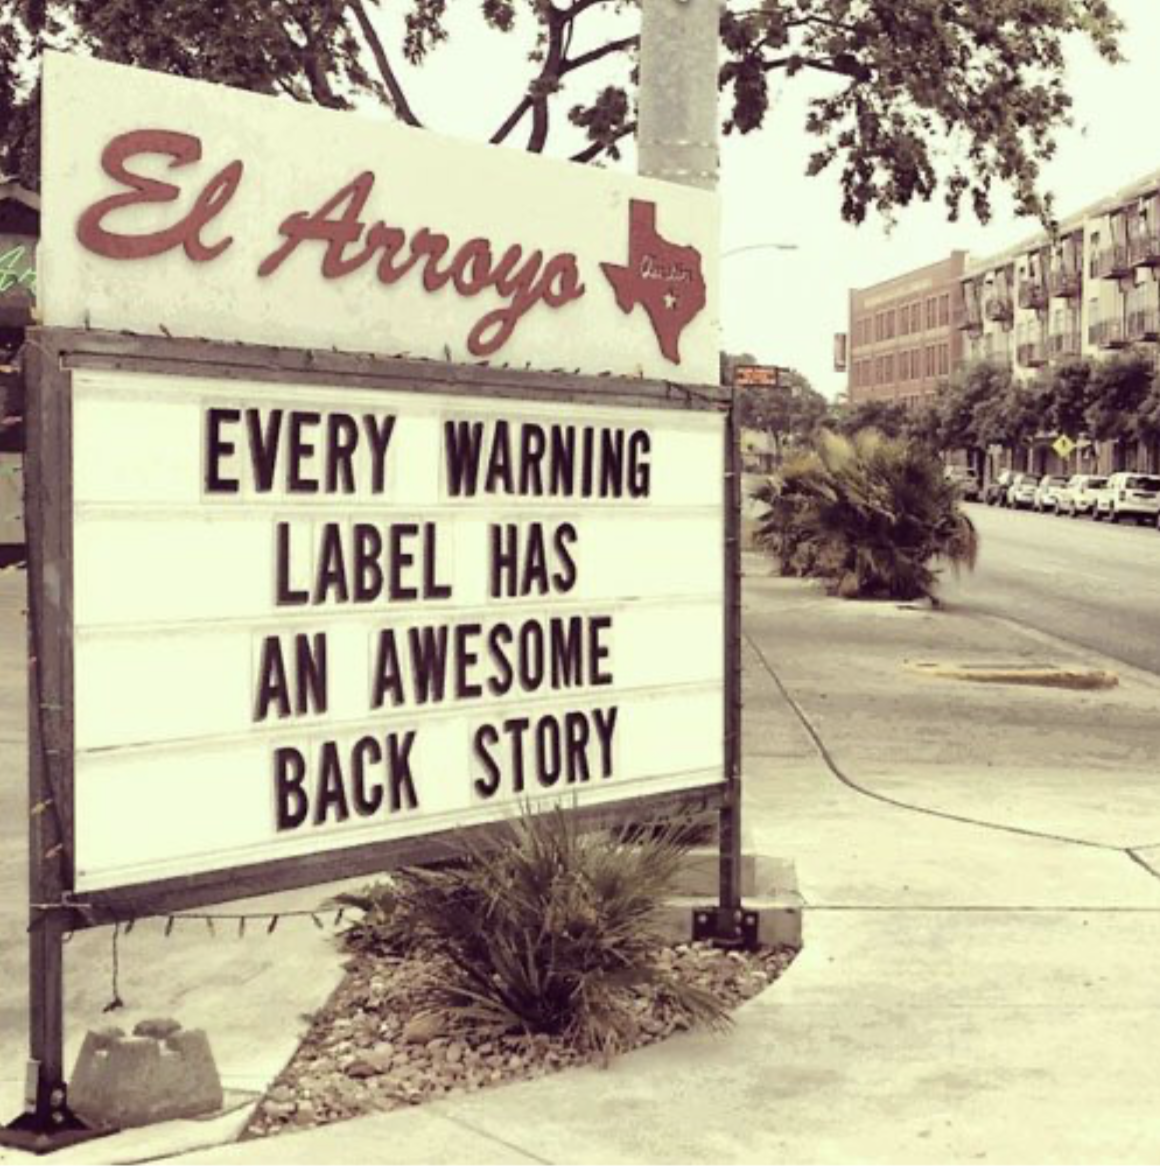 El Arroyo
EVERY WARNING
LABEL HAS
AN AWESOME
BACK STORY